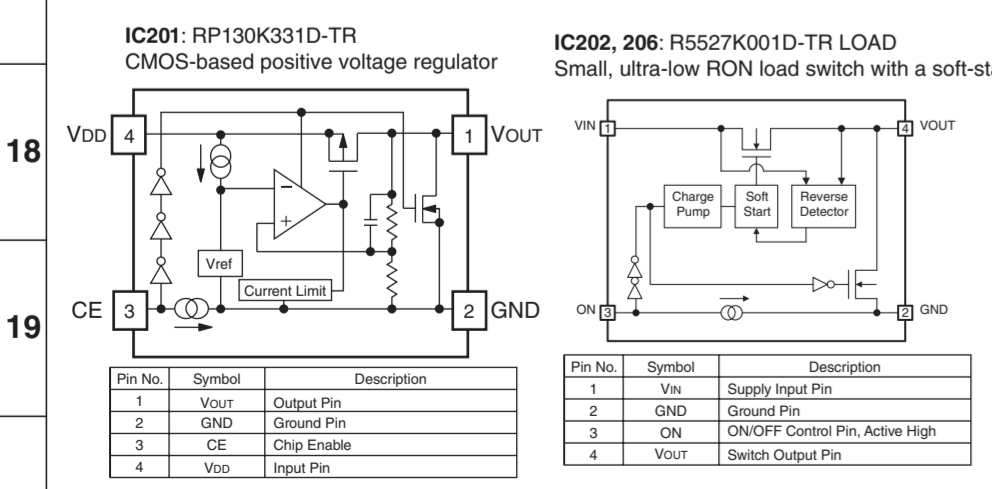 IC201: RP130K331D-TR
CMOS-based positive voltage regulator
VDD 4
1 VOUT
Vref
Current Limit
CE 3
2 GND
Pin No. Symbol Description
1 VOUT Output Pin
2 GND Ground Pin
3 CE Chip Enable
4 VDD Input Pin
IC202, 206: R5527K001D-TR LOAD
Small, ultra-low RON load switch with a
VIN 1
4 VOUT
Charge
Pump
Soft
Start
Reverse
Detector
ON 3
2 GND
Pin No. Symbol Description
1 VIN Supply Input Pin
2 GND Ground Pin
3 ON ON/OFF Control Pin, Active High
4 VOUT Switch Output Pin
18
19